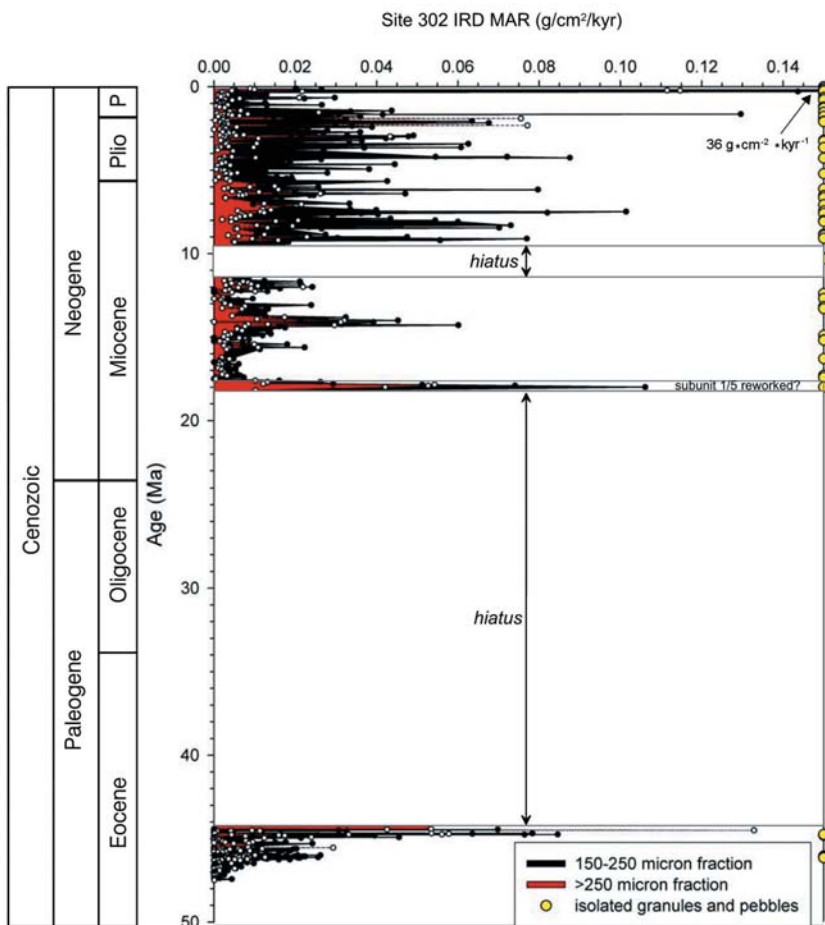 Site 302 IRD MAR (g/cm²/kyr)
0.00 0.02 0.04 0.06 0.08 0.10 0.12 0.14
Cenozoic
Neogene
Paleogene
P
Plio
Miocene
Oligocene
Eocene
Age (Ma)
0
10
20
30
40
50
36 g•cm⁻² •kyr⁻¹
hiatus
subunit 1/5 reworked?
hiatus
150-250 micron fraction
>250 micron fraction
isolated granules and pebbles